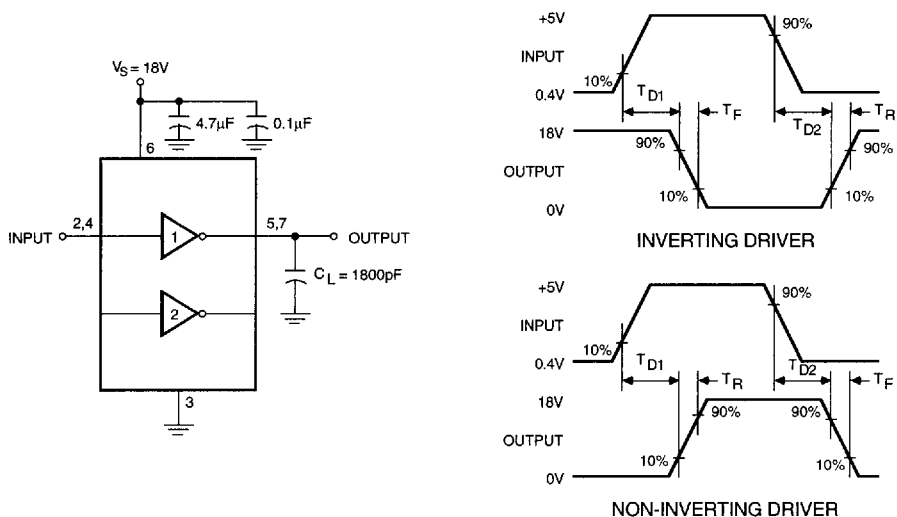 V_S = 18V
4.7µF
0.1µF
6
2,4
5,7
INPUT
1
OUTPUT
C_L = 1800pF
2
3
+5V
90%
INPUT
10%
T_D1
T_F
T_D2
T_R
0.4V
18V
90%
90%
OUTPUT
10%
10%
0V
INVERTING DRIVER
+5V
90%
INPUT
10%
T_D1
T_R
T_D2
T_F
0.4V
18V
90%
90%
OUTPUT
10%
10%
0V
NON-INVERTING DRIVER